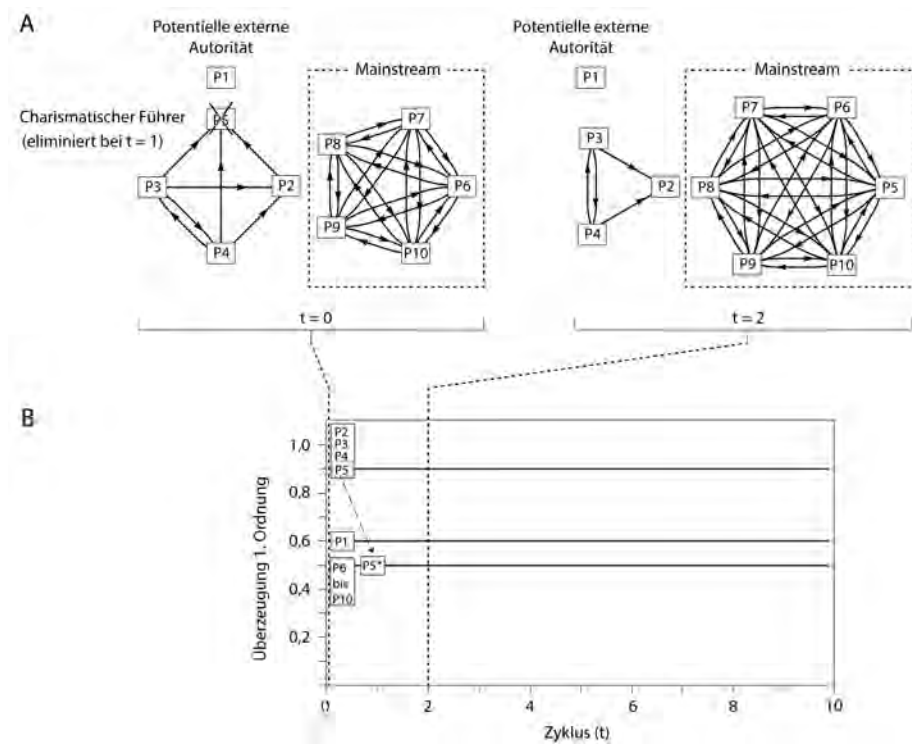 A
Potentielle externe
Autorität
P1
Charismatischer Führer
(eliminiert bei t = 1)
P5
P3
P2
P4
Mainstream
P7
P8
P6
P9
P10
t = 0
Potentielle externe
Autorität
P1
P3
P2
P4
Mainstream
P7
P6
P8
P5
P9
P10
t = 2
B
Überzeugung 1. Ordnung
1,0
0,8
0,6
0,4
0,2
P2
P3
P4
P5
P1
P6
bis
P10
P5*
0
2
4
6
8
10
Zyklus (t)